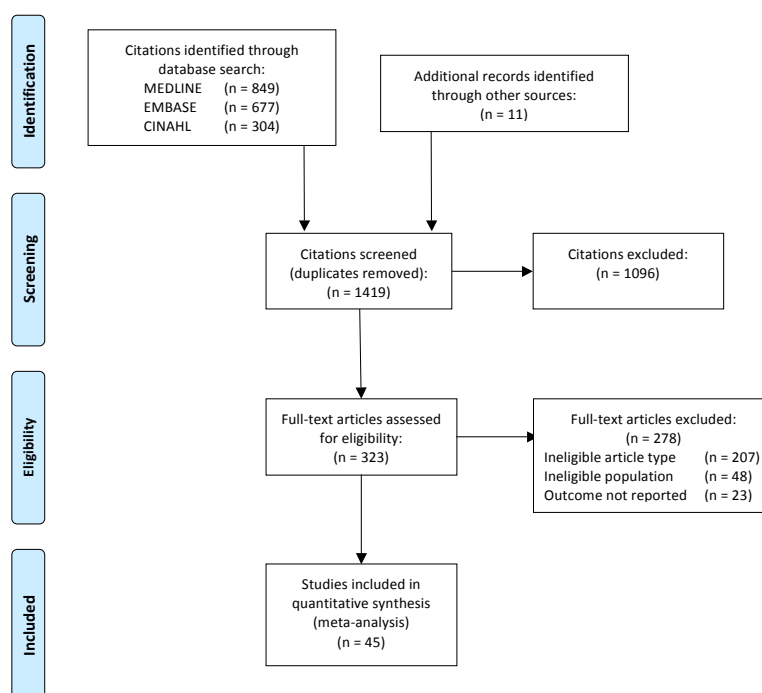 Identification
Citations identified through
database search:
MEDLINE (n = 849)
EMBASE (n = 677)
CINAHL (n = 304)
Additional records identified
through other sources:
(n = 11)
Screening
Citations screened
(duplicates removed):
(n = 1419)
Citations excluded:
(n = 1096)
Eligibility
Full-text articles assessed
for eligibility:
(n = 323)
Full-text articles excluded:
(n = 278)
Ineligible article type (n = 207)
Ineligible population (n = 48)
Outcome not reported (n = 23)
Included
Studies included in
quantitative synthesis
(meta-analysis)
(n = 45)